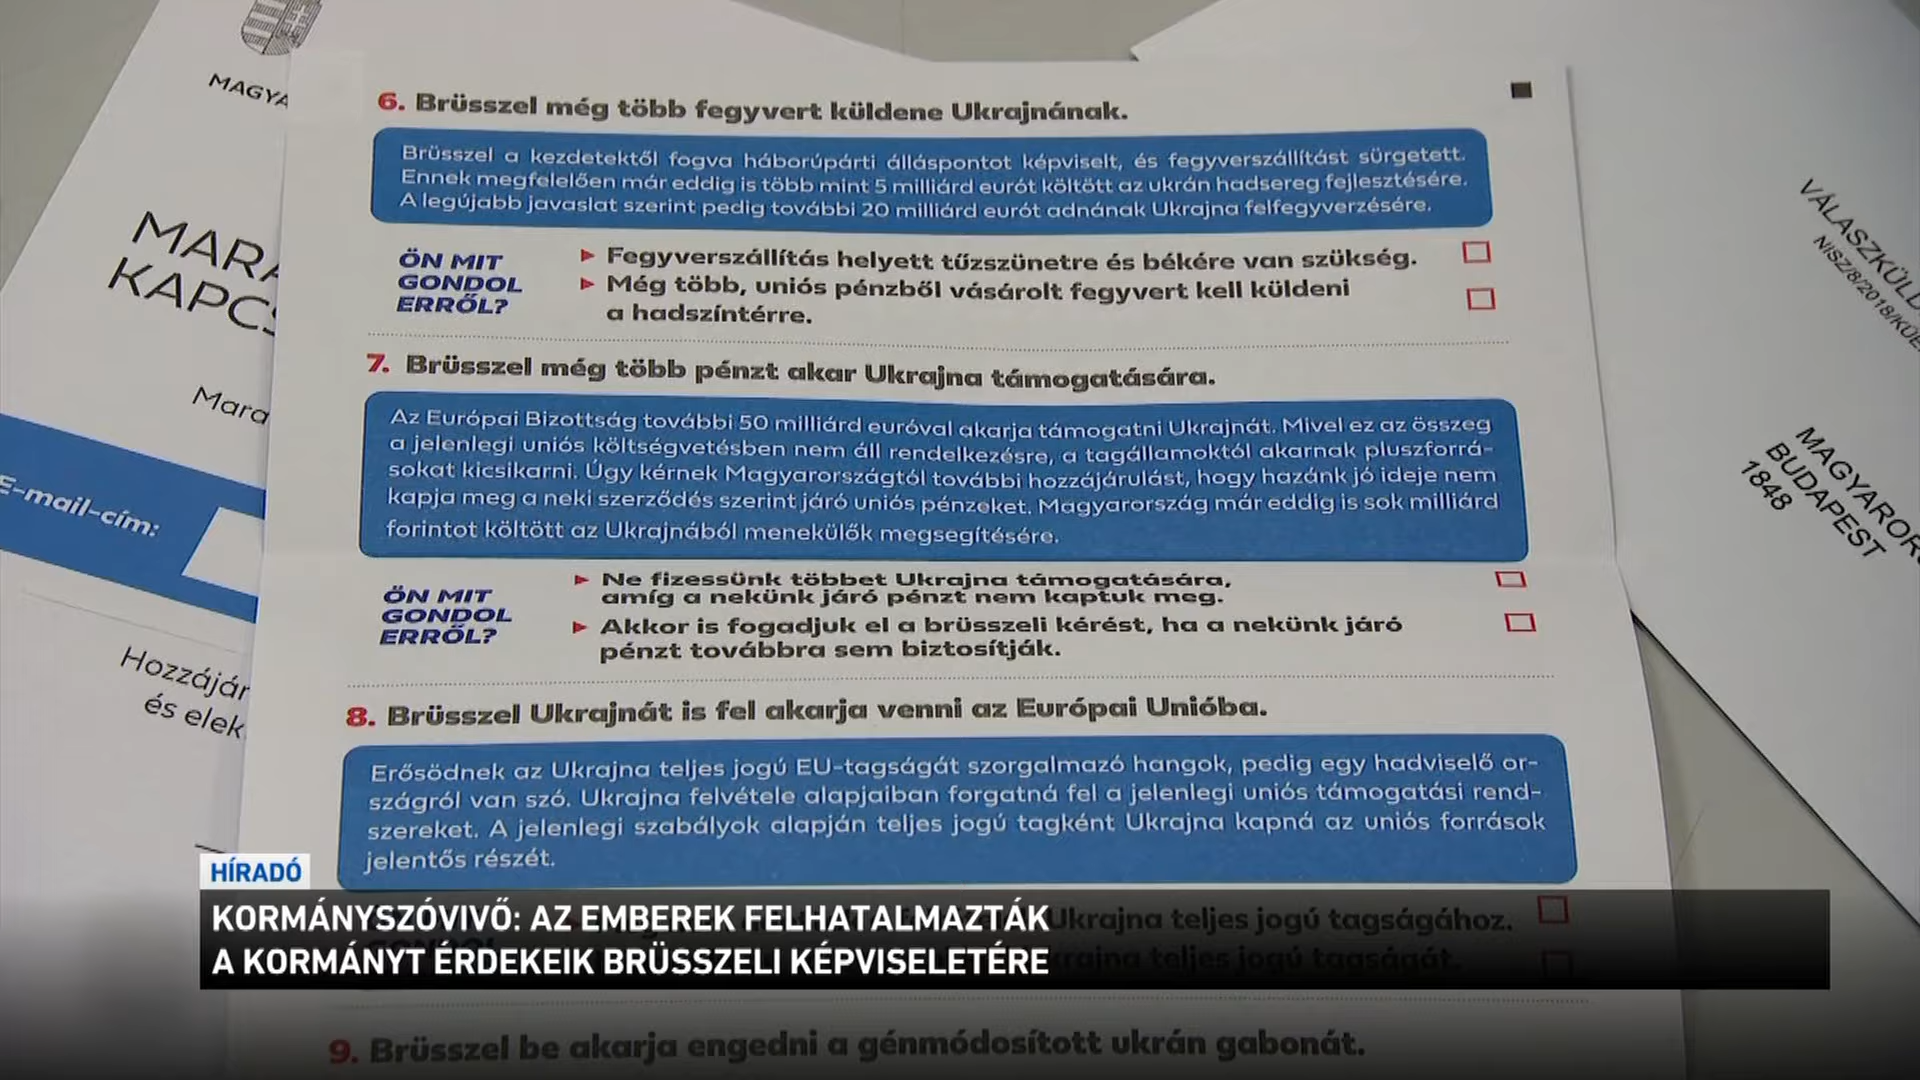 MAGYA
MARA
KAPCS
Mara
E-mail-cím:
Hozzájár
és elek
6. Brüsszel még több fegyvert küldene Ukrajnának.
Brüsszel a kezdetektől fogva háborúpárti álláspontot képviselt, és fegyverszállítást sürgetett.
Ennek megfelelően már eddig is több mint 5 milliárd eurót költött az ukrán hadsereg fejlesztésére.
A legújabb javaslat szerint pedig további 20 milliárd eurót adnának Ukrajna felfegyverzésére.
ÖN MIT
GONDOL
ERRŐL?
Fegyverszállítás helyett tűzszünetre és békére van szükség.
Még több, uniós pénzből vásárolt fegyvert kell küldeni
a hadszíntérre.
7. Brüsszel még több pénzt akar Ukrajna támogatására.
Az Európai Bizottság további 50 milliárd euróval akarja támogatni Ukrajnát. Mivel ez az összeg
a jelenlegi uniós költségvetésben nem áll rendelkezésre, a tagállamoktól akarnak pluszforrá-
sokat kicsikarni. Úgy kérnek Magyarországtól további hozzájárulást, hogy hazánk jó ideje nem
kapja meg a neki szerződés szerint járó uniós pénzeket. Magyarország már eddig is sok milliárd
forintot költött az Ukrajnából menekülők megsegítésére.
ÖN MIT
GONDOL
ERRŐL?
Ne fizessünk többet Ukrajna támogatására,
amíg a nekünk járó pénzt nem kaptuk meg.
Akkor is fogadjuk el a brüsszeli kérést, ha a nekünk járó
pénzt továbbra sem biztosítják.
8. Brüsszel Ukrajnát is fel akarja venni az Európai Unióba.
Erősödnek az Ukrajna teljes jogú EU-tagságát szorgalmazó hangok, pedig egy hadviselő or-
szágról van szó. Ukrajna felvétele alapjaiban forgatná fel a jelenlegi uniós támogatási rend-
szereket. A jelenlegi szabályok alapján teljes jogú tagként Ukrajna kapná az uniós források
jelentős részét.
Ukrajna teljes jogú tagságához.
krajna teljes jogú tagságát.
9. Brüsszel be akarja engedni a génmódosított ukrán gabonát.
VÁLASZKÜLD
NISZ/8/2018/KÜL
MAGYAROR
BUDAPEST
1848
HÍRADÓ
KORMÁNYSZÓVIVŐ: AZ EMBEREK FELHATALMAZTÁK
A KORMÁNYT ÉRDEKEIK BRÜSSZELI KÉPVISELETÉRE